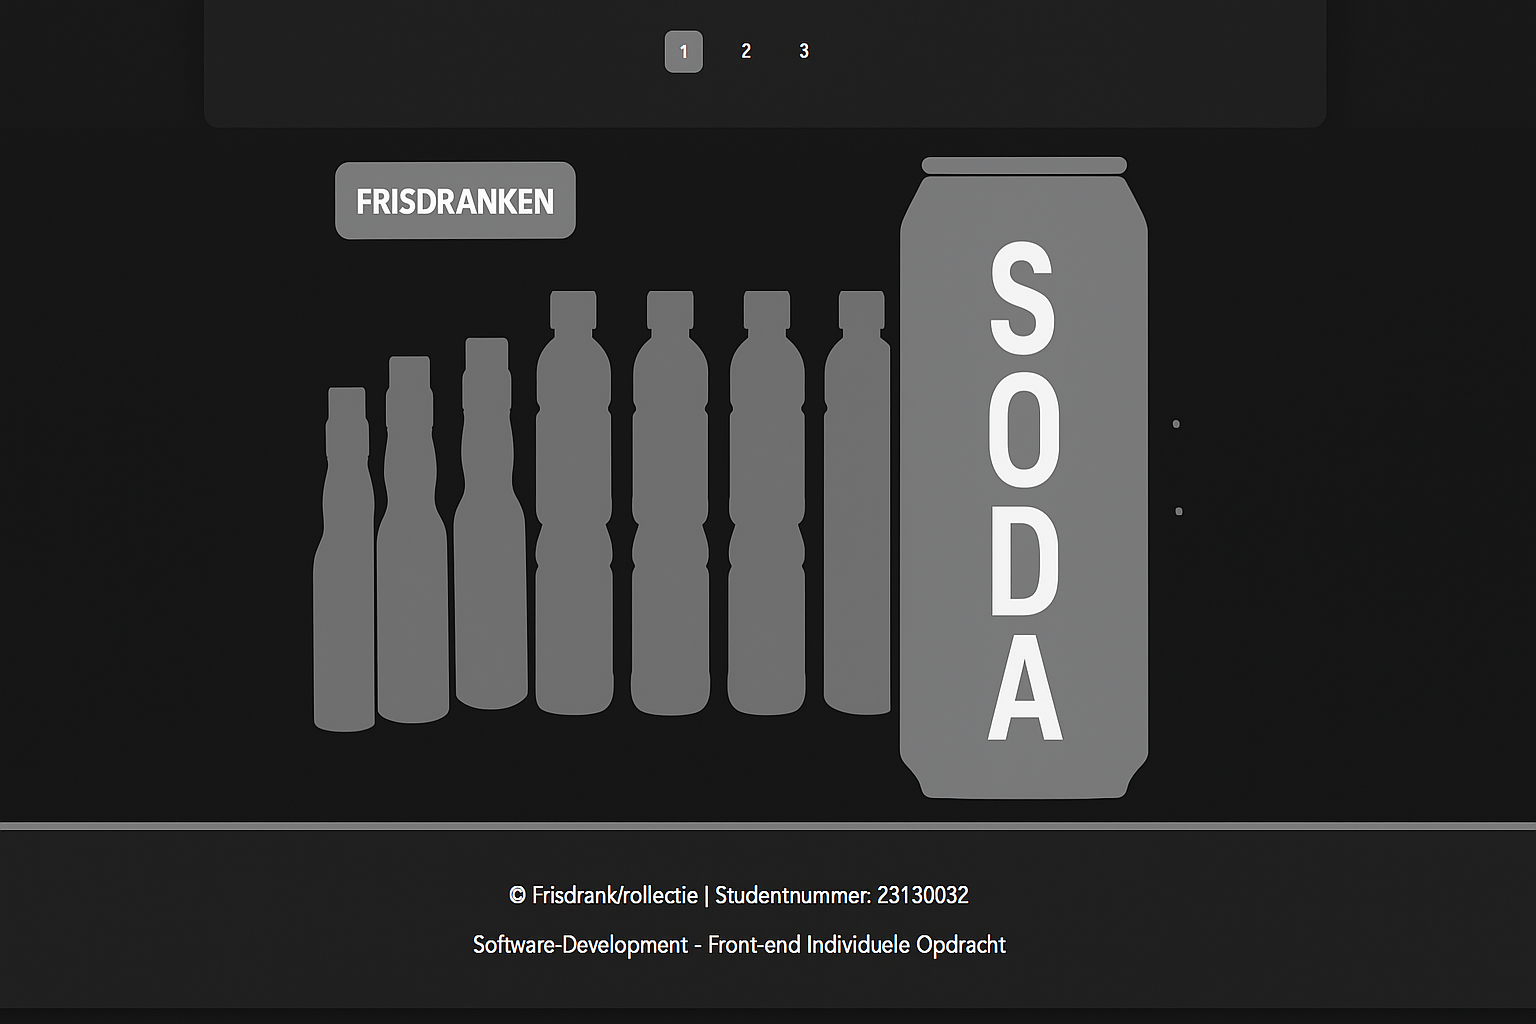 1 2 3
FRISDRANKEN
SODA
© Frisdrank/rollectie | Studentnummer: 23130032
Software-Development - Front-end Individuele Opdracht